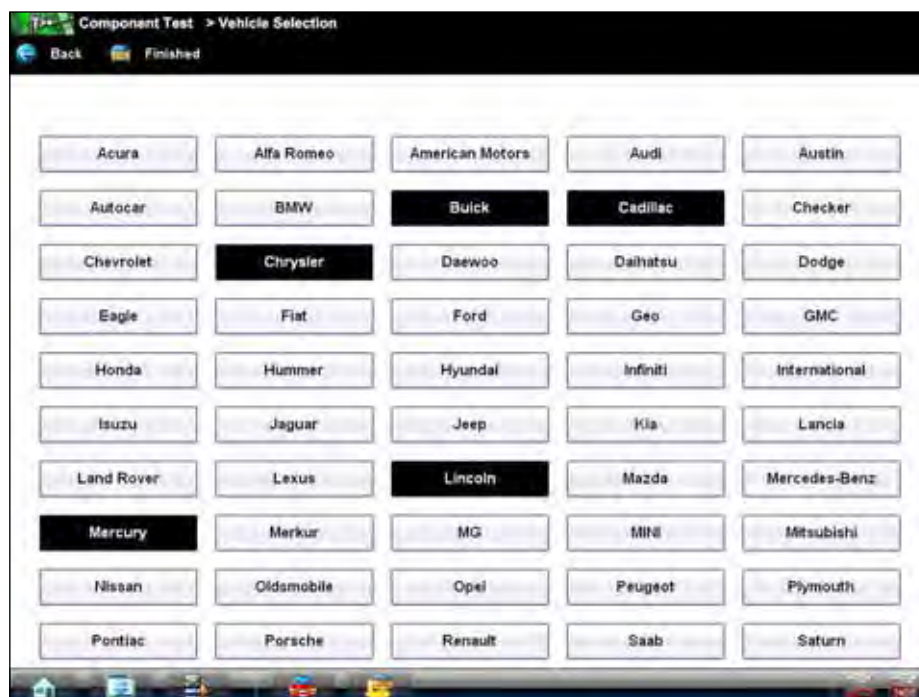 Component Test > Vehicle Selection
Back Finished
Acura Alfa Romeo American Motors Audi Austin
Autocar BMW Buick Cadillac Checker
Chevrolet Chrysler Daewoo Daihatsu Dodge
Eagle Fiat Ford Geo GMC
Honda Hummer Hyundai Infiniti International
Isuzu Jaguar Jeep Kia Lancia
Land Rover Lexus Lincoln Mazda Mercedes-Benz
Mercury Merkur MG MINI Mitsubishi
Nissan Oldsmobile Opel Peugeot Plymouth
Pontiac Porsche Renault Saab Saturn